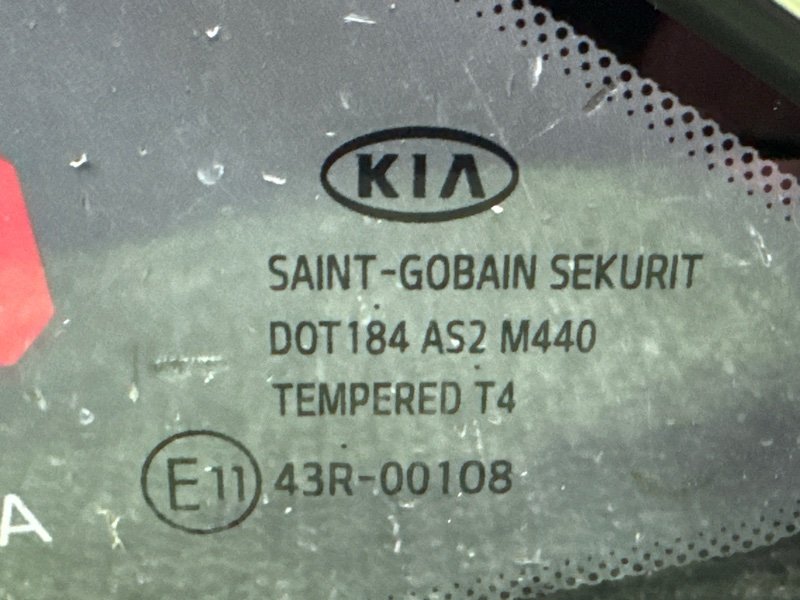 KIA
SAINT-GOBAIN SEKURIT
DOT184 AS2 M440
TEMPERED T4
E11 43R-00108
A